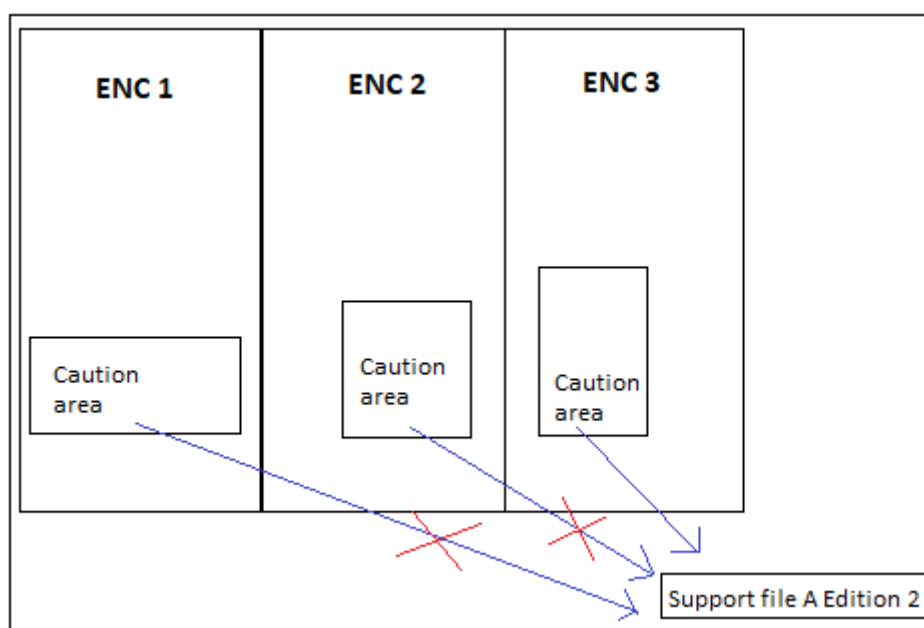 ENC 1
ENC 2
ENC 3
Caution
area
Caution
area
Caution
area
Support file A Edition 2